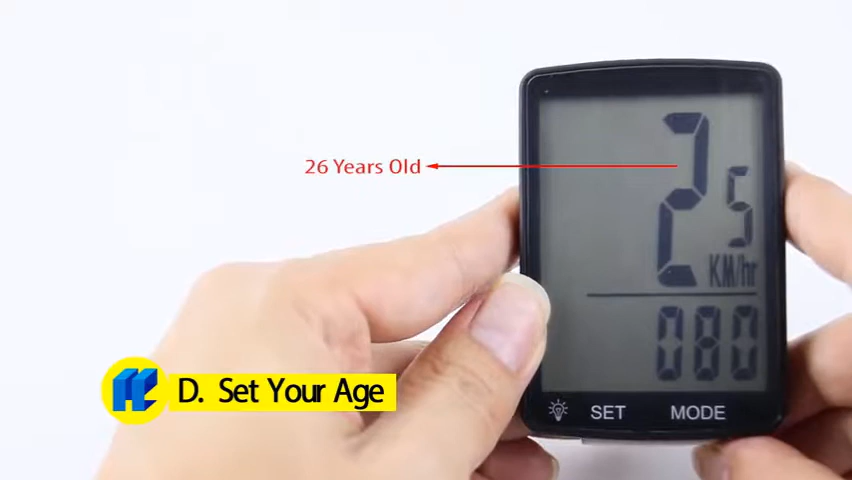 26 Years Old
25
KM/hr
080
SET MODE
D. Set Your Age